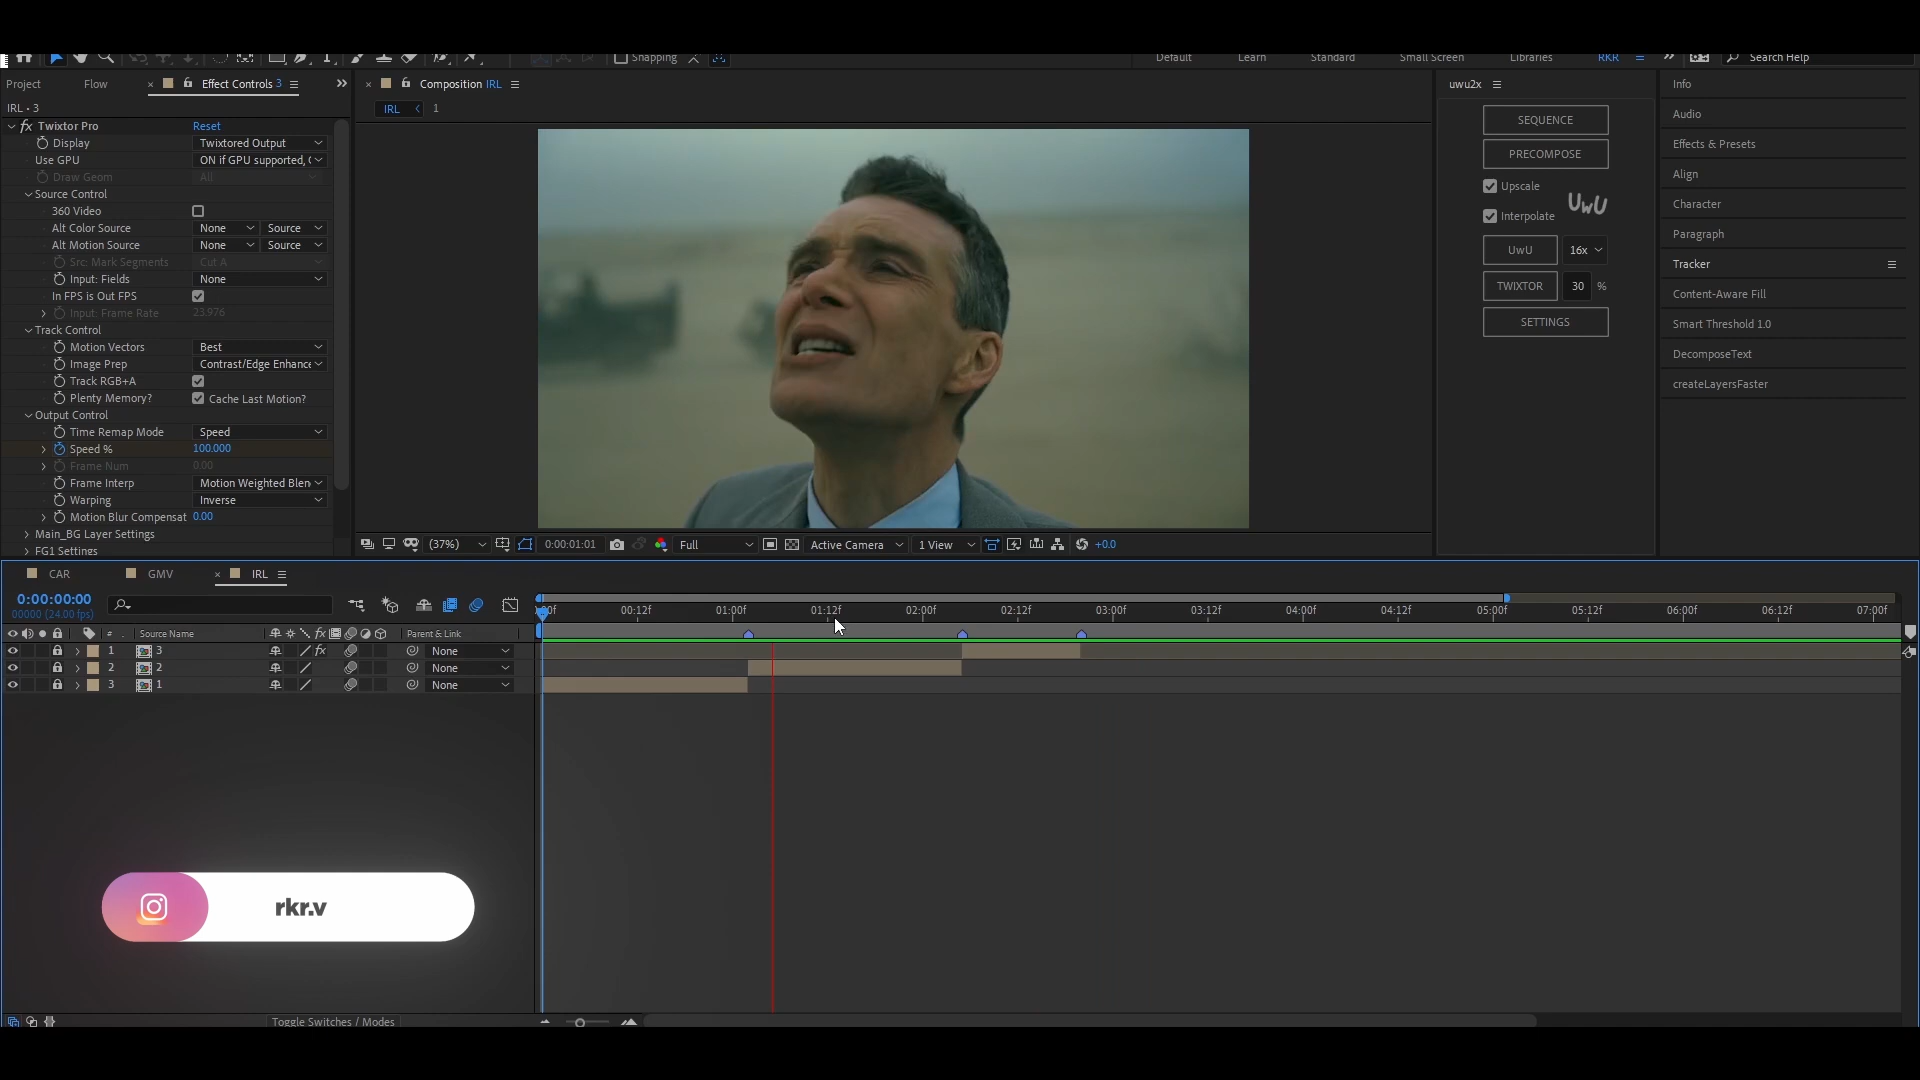 Snapping
Default
Learn
Standard
Small Screen
Libraries
RKR
Search Help
Project
Flow
Effect Controls 3
Composition IRL
uwu2x
Info
IRL • 3
IRL
1
SEQUENCE
Audio
fx Twixtor Pro Reset
Display Twixtored Output
PRECOMPOSE
Effects & Presets
Use GPU ON if GPU supported, (
Draw Geom All
Align
Source Control
Upscale
UwU
360 Video
Interpolate
Character
Alt Color Source None Source
Paragraph
Alt Motion Source None Source
UwU
16x
Src: Mark Segments Cut A
Tracker
Input: Fields None
TWIXTOR
30 %
In FPS is Out FPS
Content-Aware Fill
Input: Frame Rate 23.976
SETTINGS
Smart Threshold 1.0
Track Control
Motion Vectors Best
DecomposeText
Image Prep Contrast/Edge Enhance
Track RGB+A
createLayersFaster
Plenty Memory? Cache Last Motion?
Output Control
Time Remap Mode Speed
Speed % 100.000
Frame Num 0.00
Frame Interp Motion Weighted Blen
Warping Inverse
Motion Blur Compensat 0.00
Main_BG Layer Settings
FG1 Settings
(37%)
0:00:01:01
Full
Active Camera
1 View
+0.0
CAR
GMV
IRL
0:00:00:00
00000 (24.00 fps)
00:12f 01:00f 01:12f 02:00f 02:12f 03:00f 03:12f 04:00f 04:12f 05:00f 05:12f 06:00f 06:12f 07:00f
# . Source Name fx Parent & Link
1 3 fx None
2 2 None
3 1 None
rkr.v
Toggle Switches / Modes